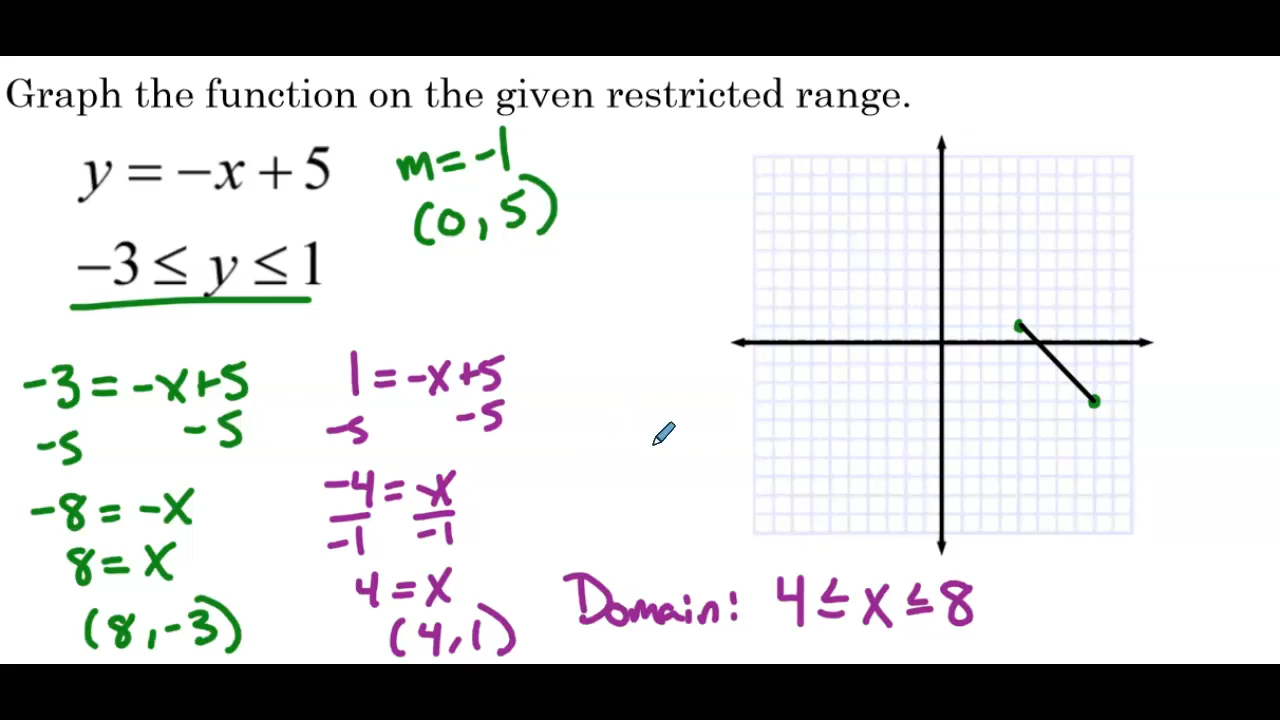 Graph the function on the given restricted range.
y = -x + 5
-3 ≤ y ≤ 1
m = -1
(0, 5)
-3 = -x+5
-5 -5
-8 = -x
8 = x
(8, -3)
1 = -x+5
-5 -5
-4 = -x
-1 -1
4 = x
(4, 1)
Domain: 4 ≤ x ≤ 8